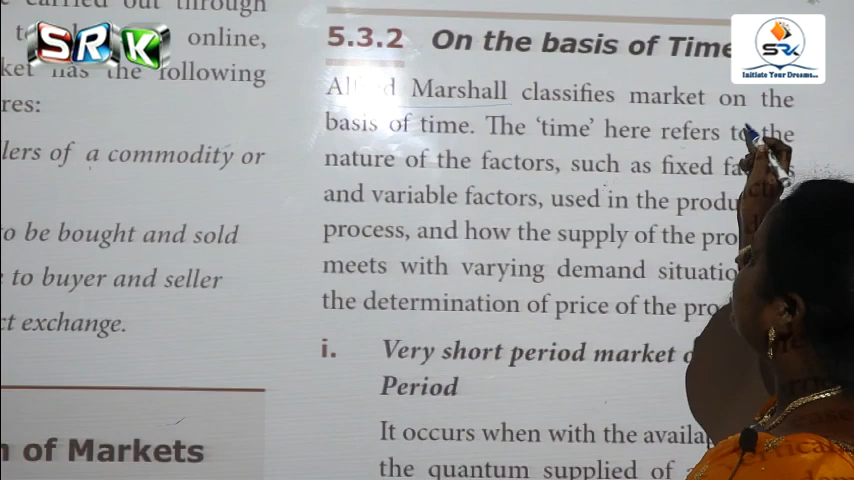 carried out through
online,
ket has the following
res:
lers of a commodity or
o be bought and sold
to buyer and seller
ct exchange.
n of Markets
SRK
5.3.2 On the basis of Time
Alfred Marshall classifies market on the
basis of time. The ‘time’ here refers to the
nature of the factors, such as fixed
and variable factors, used in the produ
process, and how the supply of the pro
meets with varying demand situatio
the determination of price of the pro
i. Very short period market o
Period
It occurs when with the availa
the quantum supplied of a
SRK
Initiate Your Dreams...